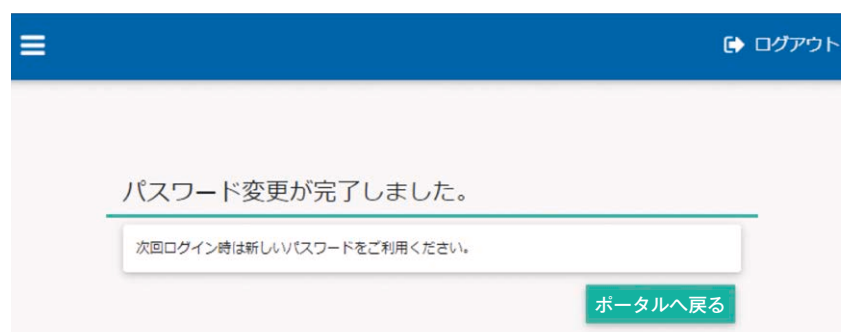 ログアウト
パスワード変更が完了しました。
次回ログイン時は新しいパスワードをご利用ください。
ポータルへ戻る